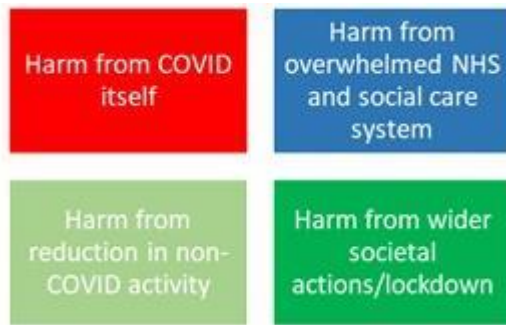 Harm from COVID
itself
Harm from
overwhelmed NHS
and social care
system
Harm from
reduction in non-
COVID activity
Harm from wider
societal
actions/lockdown